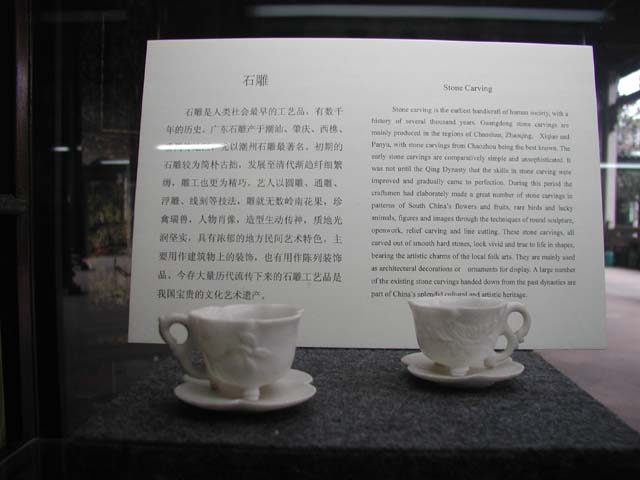 石雕
石雕是人类社会最早的工艺品，有数千
年的历史。广东石雕产于潮汕、肇庆、西樵、
尤以潮州石雕最著名。初期的
石雕较为简朴古拙，发展至清代渐趋纤细繁
缛，雕工也更为精巧。艺人以圆雕、通雕、
浮雕、线刻等技法，雕就无数岭南花果，珍
禽瑞兽，人物肖像，造型生动传神，质地光
润坚实，具有浓郁的地方民间艺术特色。主
要用作建筑物上的装饰，也有用作陈列装饰
品。今存大量历代流传下来的石雕工艺品是
我国宝贵的文化艺术遗产。
Stone Carving
Stone carving is the earliest handicraft of human society, with a
history of several thousand years. Guangdong stone carvings are
mainly produced in the regions of Chaoshan, Zhaoqing, Xiqiao and
Panyu, with stone carvings from Chaozhou being the best known. The
early stone carvings are comparatively simple and unsophisticated. It
was not until the Qing Dynasty that the skills in stone carving were
improved and gradually came to perfection. During this period the
craftsmen had elaborately made a great number of stone carvings in
patterns of South China's flowers and fruits, rare birds and lucky
animals, figures and images through the techniques of round sculpture,
openwork, relief carving and line cutting. These stone carvings, all
carved out of smooth hard stones, look vivid and true to life in shapes,
bearing the artistic charms of the local folk arts. They are mainly used
as architectural decorations or ornaments for display. A large number
of the existing stone carvings handed down from the past dynasties are
part of China's splendid cultural and artistic heritage.